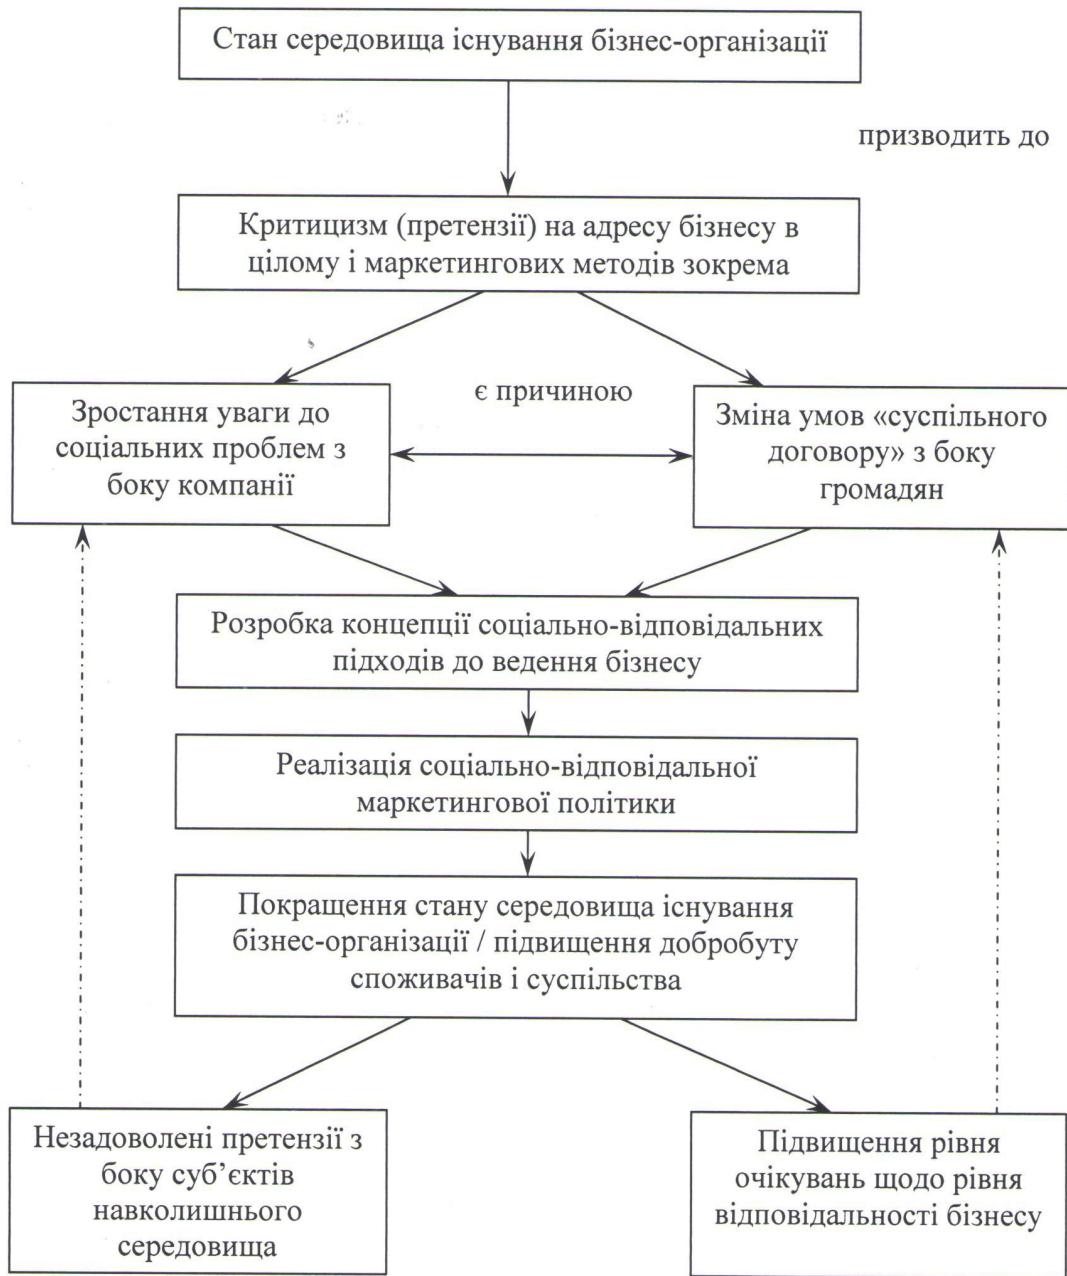 Стан середовища існування бізнес-організації
призводить до
Критицизм (претензії) на адресу бізнесу в
цілому і маркетингових методів зокрема
є причиною
Зростання уваги до
соціальних проблем з
боку компанії
Зміна умов «суспільного
договору» з боку
громадян
Розробка концепції соціально-відповідальних
підходів до ведення бізнесу
Реалізація соціально-відповідальної
маркетингової політики
Покращення стану середовища існування
бізнес-організації / підвищення добробуту
споживачів і суспільства
Незадоволені претензії з
боку суб’єктів
навколишнього
середовища
Підвищення рівня
очікувань щодо рівня
відповідальності бізнесу